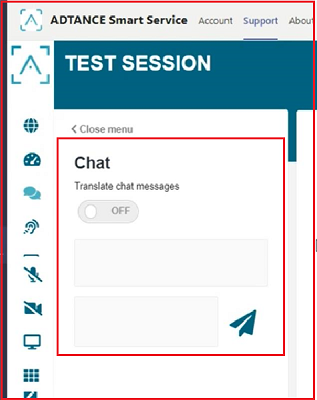 ADTANCE Smart Service Account Support About
TEST SESSION
Close menu
Chat
Translate chat messages
OFF